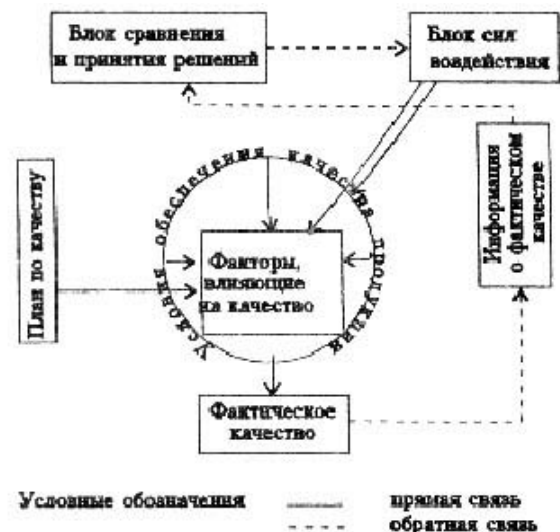 Блок сравнения
и принятия решений
Блок сил
воздействия
План по качеству
Условия обеспечения качества продукции
Факторы,
влияющие
на качество
Информация
о фактическом
качестве
Фактическое
качество
Условные обозначения
прямая связь
обратная связь